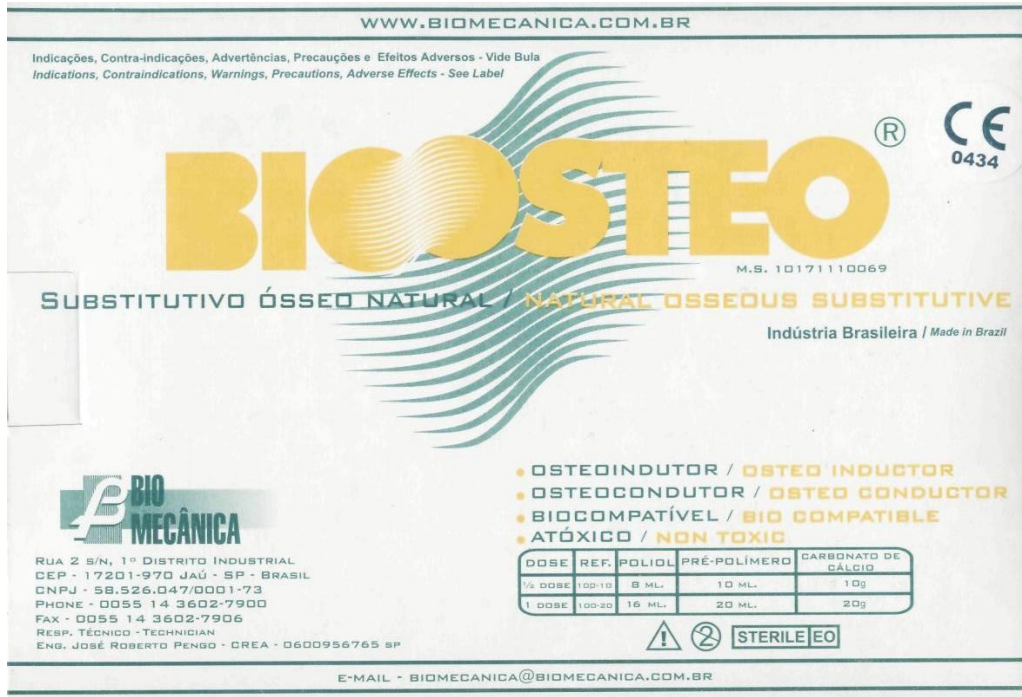 WWW.BIOMECANICA.COM.BR
Indicações, Contra-indicações, Advertências, Precauções e Efeitos Adversos - Vide Bula
Indications, Contraindications, Warnings, Precautions, Adverse Effects - See Label
BIOOSTEO ®
CE
0434
M.S. 10171110069
SUBSTITUTIVO ÓSSEO NATURAL / NATURAL OSSEOUS SUBSTITUTIVE
Indústria Brasileira / Made in Brazil
• OSTEOINDUTOR / OSTEO INDUCTOR
• OSTEOCONDUTOR / OSTEO CONDUCTOR
• BIOCOMPATÍVEL / BIO COMPATIBLE
• ATÓXICO / NON TOXIC
BIO
MECÂNICA
RUA 2 S/N, 1º DISTRITO INDUSTRIAL
CEP - 17201-970 JAÚ - SP - BRASIL
CNPJ - 58.526.047/0001-73
PHONE - 0055 14 3602-7900
FAX - 0055 14 3602-7906
RESP. TÉCNICO - TECHNICIAN
ENG. JOSÉ ROBERTO PENGO - CREA - 0600956765 SP
DOSE REF. POLIOL PRÉ-POLÍMERO CARBONATO DE CÁLCIO
½ DOSE 100-10 8 ML. 10 ML. 10g
1 DOSE 100-20 16 ML. 20 ML. 20g
2 STERILE EO
E-MAIL - BIOMECANICA@BIOMECANICA.COM.BR